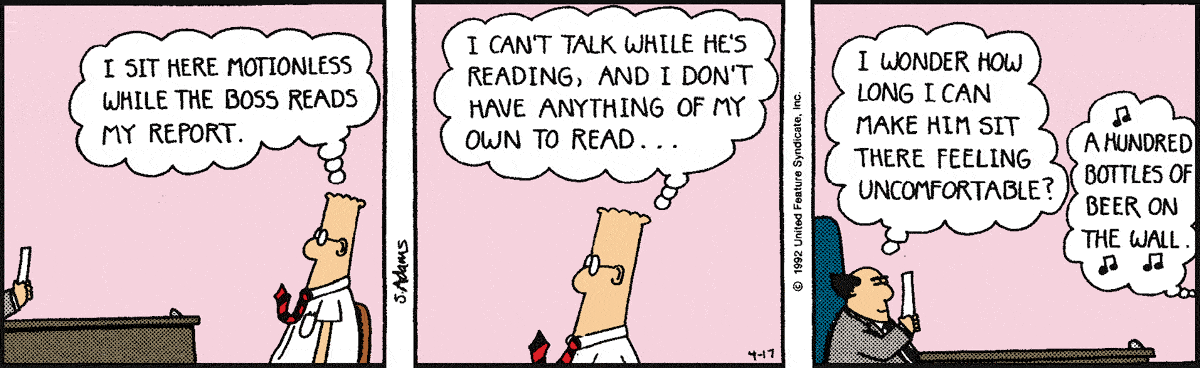 I SIT HERE MOTIONLESS
WHILE THE BOSS READS
MY REPORT.
S.Adams
I CAN'T TALK WHILE HE'S
READING, AND I DON'T
HAVE ANYTHING OF MY
OWN TO READ...
4-17
© 1992 United Feature Syndicate, Inc.
I WONDER HOW
LONG I CAN
MAKE HIM SIT
THERE FEELING
UNCOMFORTABLE?
♫
A HUNDRED
BOTTLES OF
BEER ON
THE WALL.
♫ ♫